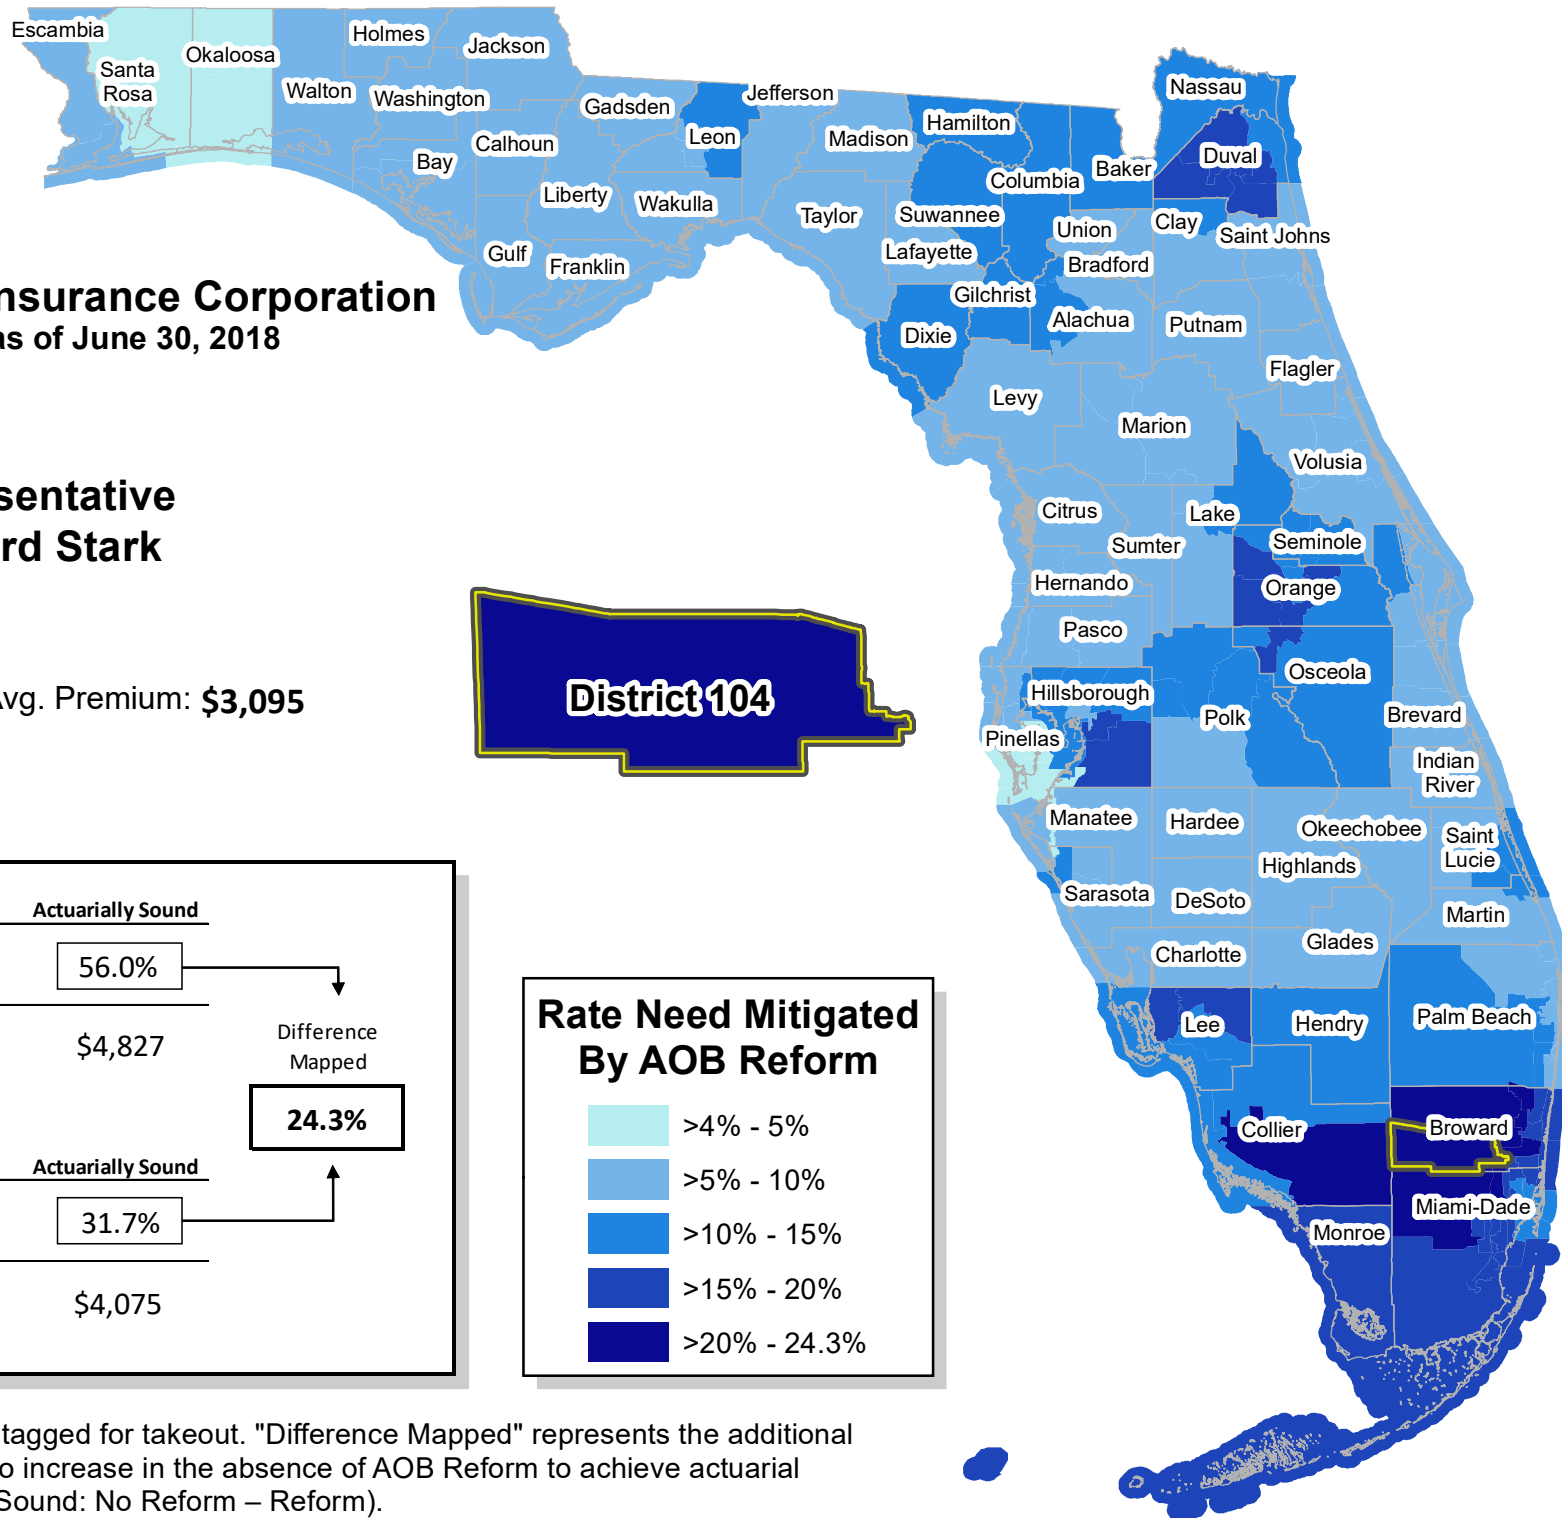 nsurance Corporation
as of June 30, 2018
sentative
rd Stark
Avg. Premium: $3,095
District 104
Actuarially Sound
56.0%
$4,827
Difference
Mapped
24.3%
Actuarially Sound
31.7%
$4,075
Rate Need Mitigated
By AOB Reform
>4% - 5%
>5% - 10%
>10% - 15%
>15% - 20%
>20% - 24.3%
tagged for takeout. "Difference Mapped" represents the additional
o increase in the absence of AOB Reform to achieve actuarial
Sound: No Reform – Reform).
Escambia
Santa
Rosa
Okaloosa
Walton
Holmes
Washington
Jackson
Bay
Calhoun
Gulf
Liberty
Franklin
Gadsden
Wakulla
Leon
Jefferson
Madison
Taylor
Hamilton
Suwannee
Lafayette
Columbia
Baker
Nassau
Duval
Union
Clay
Saint Johns
Bradford
Gilchrist
Dixie
Alachua
Putnam
Flagler
Levy
Marion
Volusia
Citrus
Lake
Sumter
Seminole
Hernando
Orange
Pasco
Osceola
Hillsborough
Polk
Brevard
Pinellas
Indian
River
Manatee
Hardee
Okeechobee
Saint
Lucie
Highlands
Sarasota
DeSoto
Martin
Charlotte
Glades
Lee
Hendry
Palm Beach
Collier
Broward
Miami-Dade
Monroe